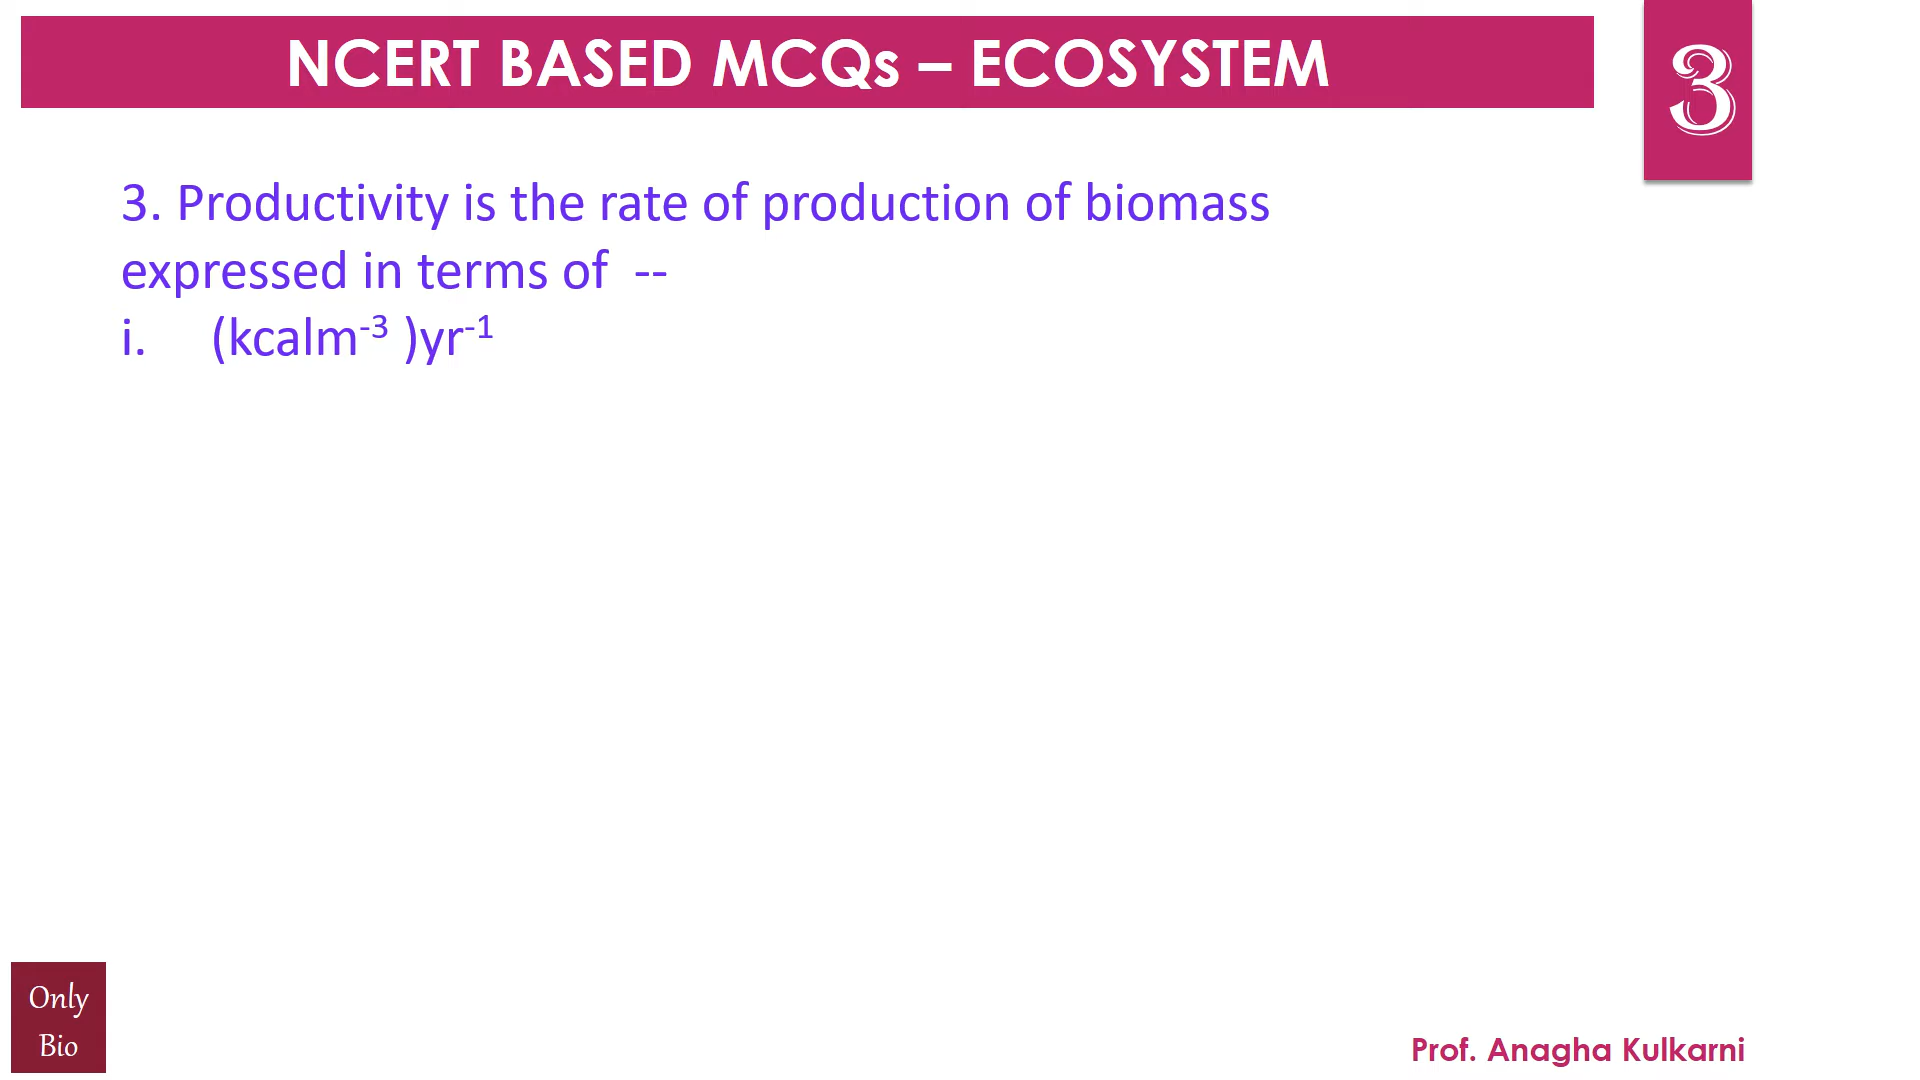 NCERT BASED MCQs – ECOSYSTEM
3
3. Productivity is the rate of production of biomass
expressed in terms of --
i. (kcalm⁻³ )yr⁻¹
Only
Bio
Prof. Anagha Kulkarni